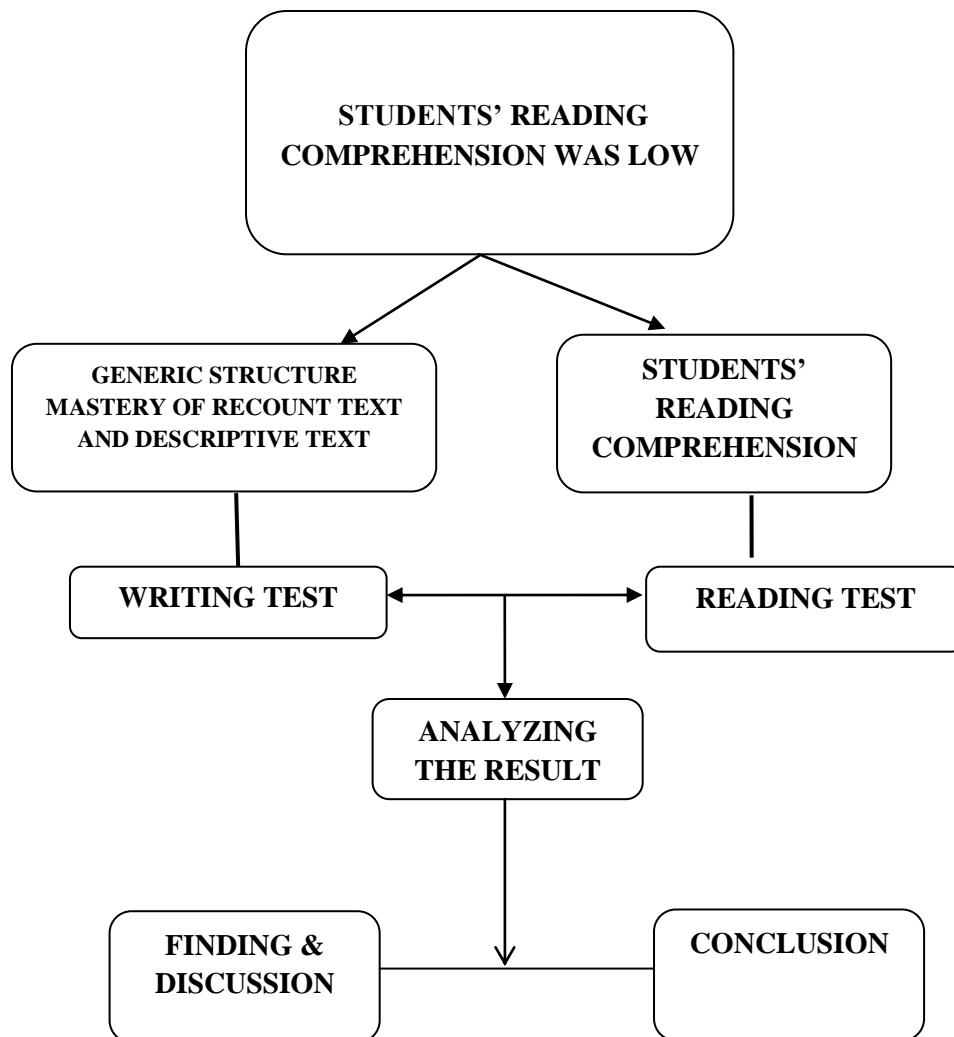 STUDENTS’ READING
COMPREHENSION WAS LOW
GENERIC STRUCTURE
MASTERY OF RECOUNT TEXT
AND DESCRIPTIVE TEXT
STUDENTS’
READING
COMPREHENSION
WRITING TEST
READING TEST
ANALYZING
THE RESULT
FINDING &
DISCUSSION
CONCLUSION